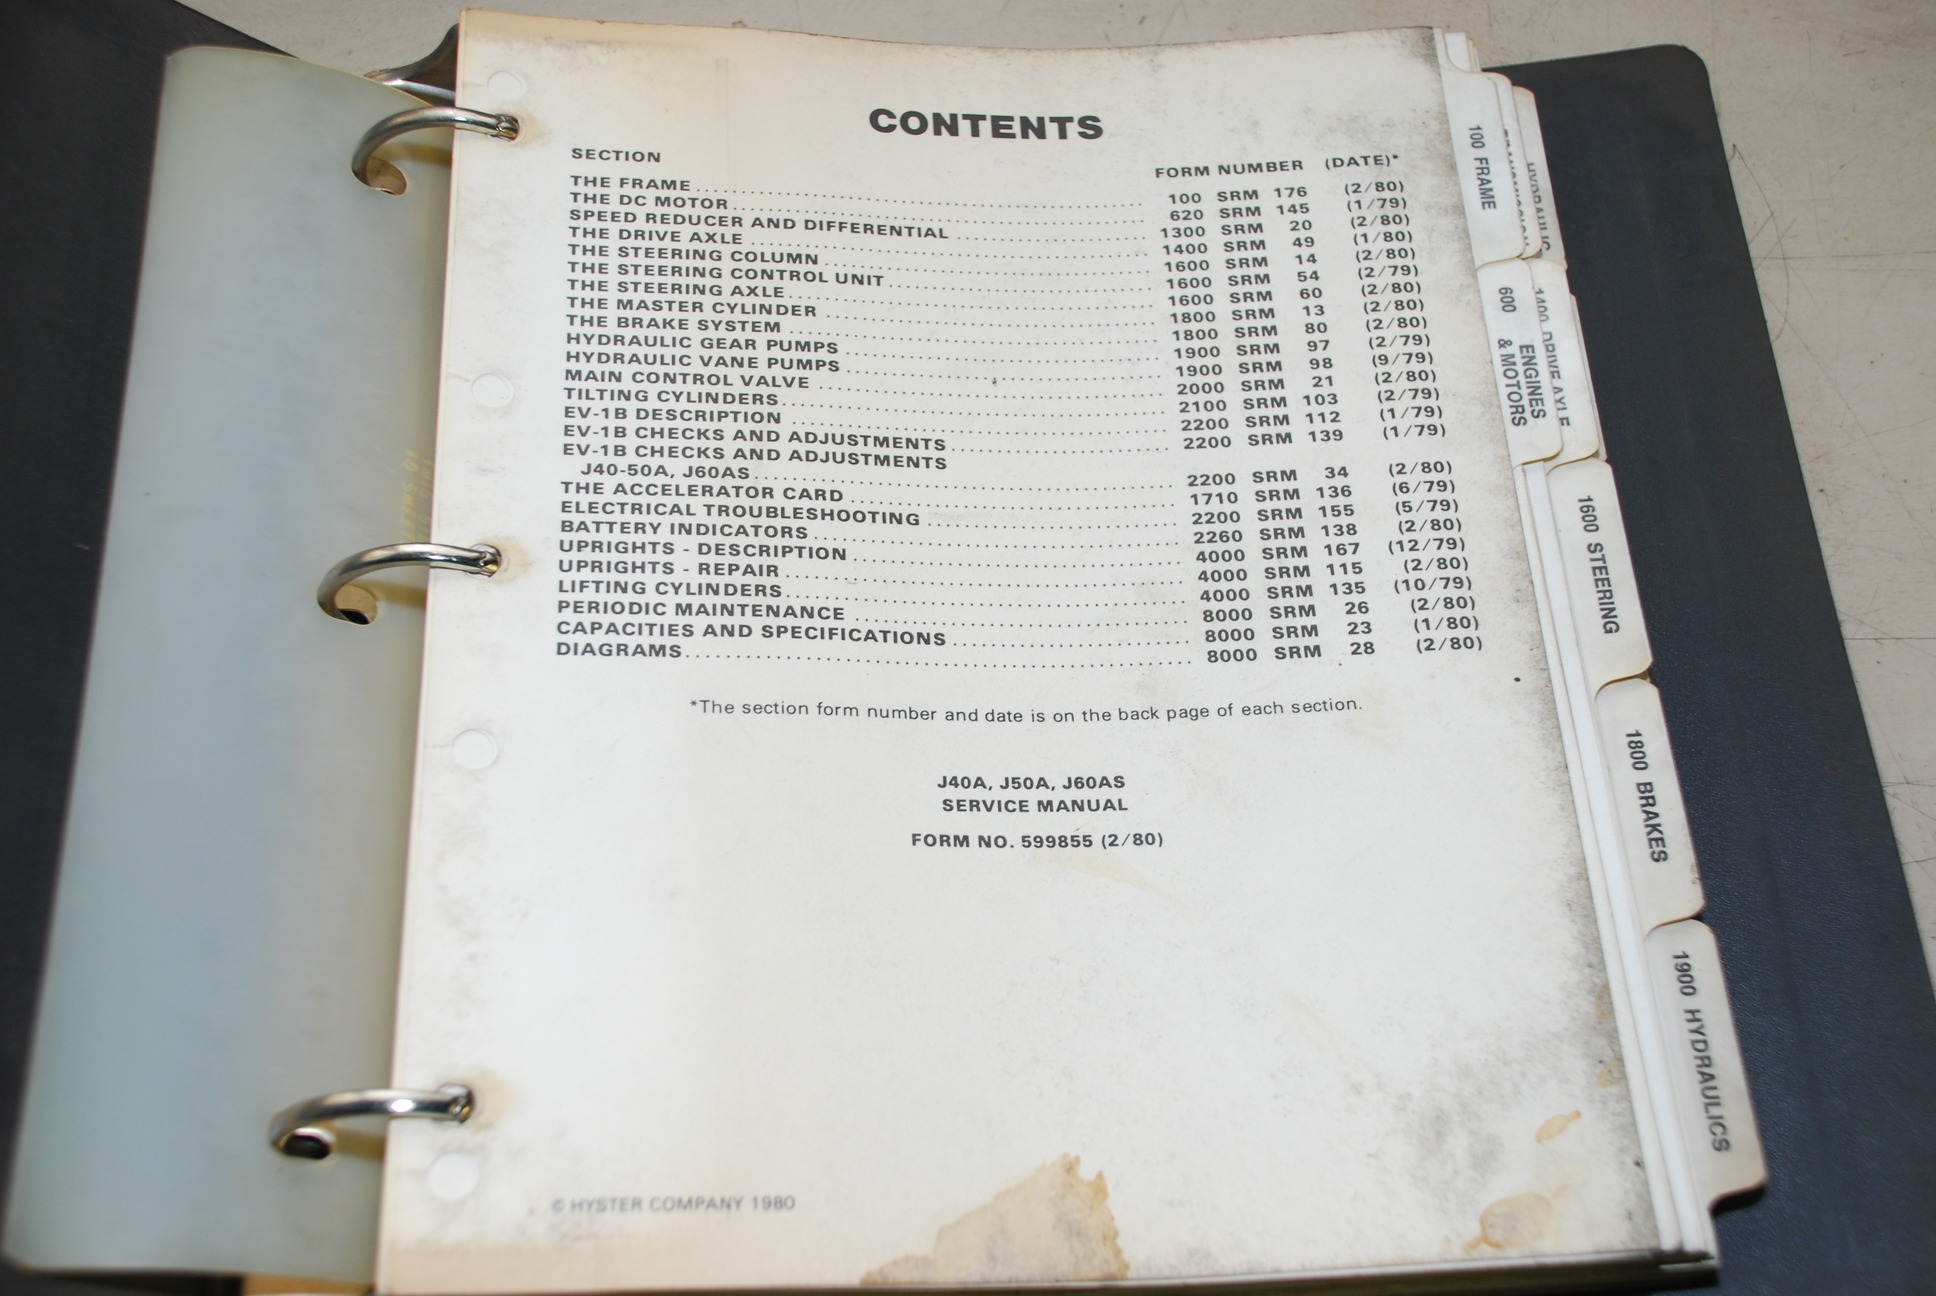 CONTENTS
SECTION FORM NUMBER (DATE)*
THE FRAME 100 SRM 176 (2/80)
THE DC MOTOR 620 SRM 145 (1/79)
SPEED REDUCER AND DIFFERENTIAL 1300 SRM 20 (2/80)
THE DRIVE AXLE 1400 SRM 49 (1/80)
THE STEERING COLUMN 1600 SRM 14 (2/80)
THE STEERING CONTROL UNIT 1600 SRM 54 (2/79)
THE STEERING AXLE 1600 SRM 60 (2/80)
THE MASTER CYLINDER 1800 SRM 13 (2/80)
THE BRAKE SYSTEM 1800 SRM 80 (2/80)
HYDRAULIC GEAR PUMPS 1900 SRM 97 (2/79)
HYDRAULIC VANE PUMPS 1900 SRM 98 (9/79)
MAIN CONTROL VALVE 2000 SRM 21 (2/80)
TILTING CYLINDERS 2100 SRM 103 (2/79)
EV-1B DESCRIPTION 2200 SRM 112 (1/79)
EV-1B CHECKS AND ADJUSTMENTS 2200 SRM 139 (1/79)
EV-1B CHECKS AND ADJUSTMENTS
J40-50A, J60AS 2200 SRM 34 (2/80)
THE ACCELERATOR CARD 1710 SRM 136 (6/79)
ELECTRICAL TROUBLESHOOTING 2200 SRM 155 (5/79)
BATTERY INDICATORS 2260 SRM 138 (2/80)
UPRIGHTS - DESCRIPTION 4000 SRM 167 (12/79)
UPRIGHTS - REPAIR 4000 SRM 115 (2/80)
LIFTING CYLINDERS 4000 SRM 135 (10/79)
PERIODIC MAINTENANCE 8000 SRM 26 (2/80)
CAPACITIES AND SPECIFICATIONS 8000 SRM 23 (1/80)
DIAGRAMS 8000 SRM 28 (2/80)
*The section form number and date is on the back page of each section.
J40A, J50A, J60AS
SERVICE MANUAL
FORM NO. 599855 (2/80)
© HYSTER COMPANY 1980
100 FRAME
600 ENGINES
& MOTORS
1400 DRIVE AXLE
1600 STEERING
1800 BRAKES
1900 HYDRAULICS